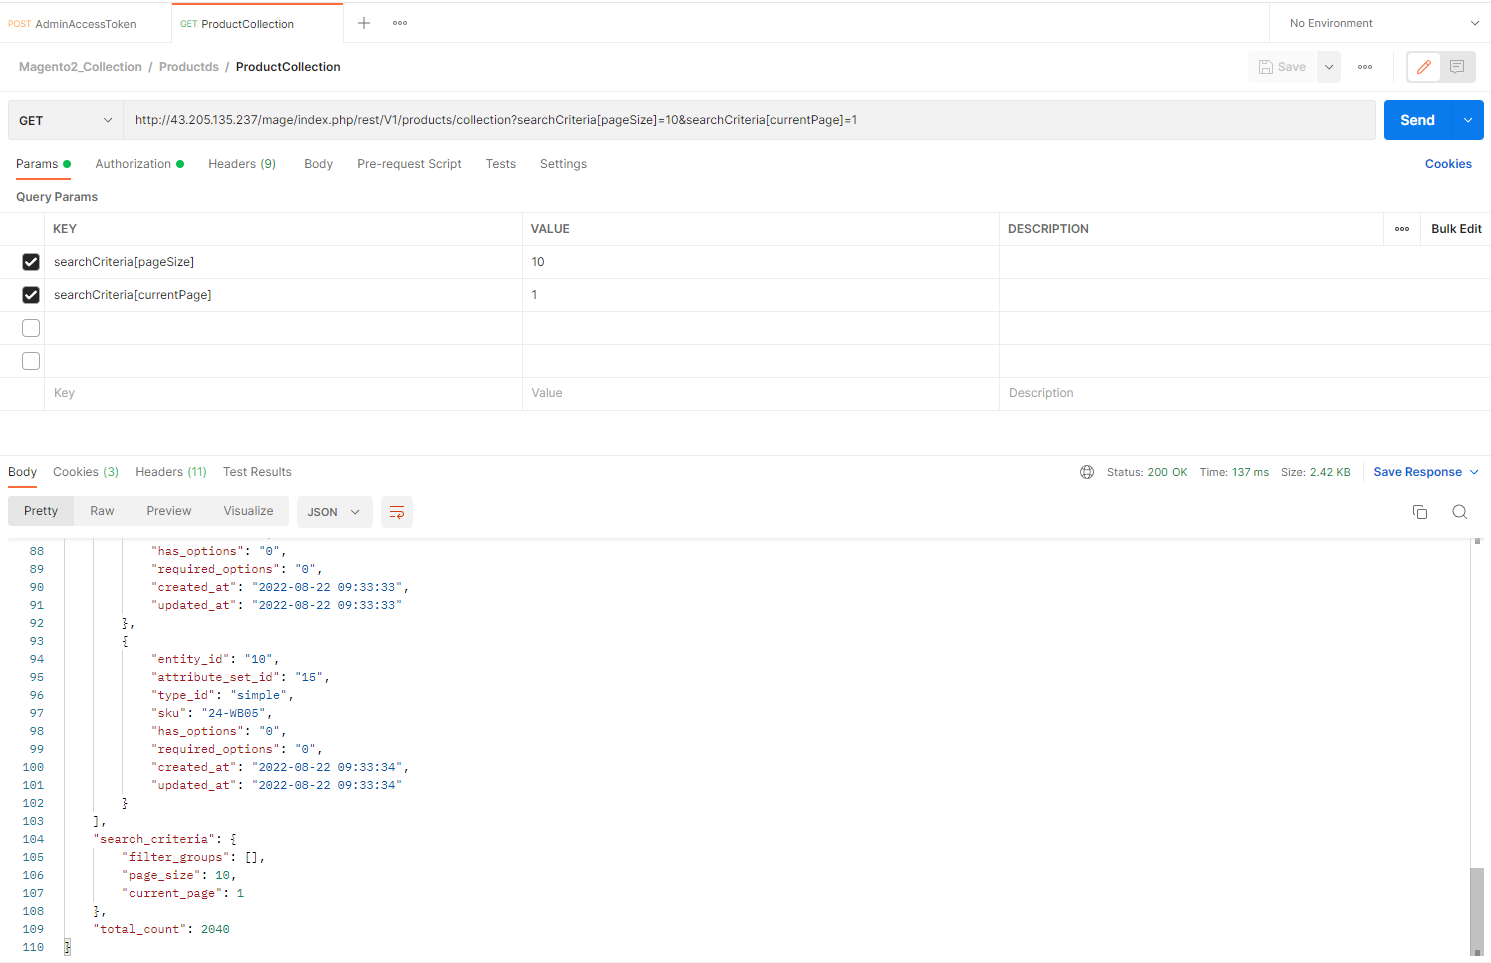 POST AdminAccessToken GET ProductCollection No Environment
Magento2_Collection / Productds / ProductCollection Save
GET http://43.205.135.237/mage/index.php/rest/V1/products/collection?searchCriteria[pageSize]=10&searchCriteria[currentPage]=1 Send
Params Authorization Headers (9) Body Pre-request Script Tests Settings Cookies
Query Params
KEY VALUE DESCRIPTION Bulk Edit
searchCriteria[pageSize] 10
searchCriteria[currentPage] 1
Key Value Description
Body Cookies (3) Headers (11) Test Results Status: 200 OK Time: 137 ms Size: 2.42 KB Save Response
Pretty Raw Preview Visualize JSON
88 "has_options": "0",
89 "required_options": "0",
90 "created_at": "2022-08-22 09:33:33",
91 "updated_at": "2022-08-22 09:33:33"
92 },
93 {
94 "entity_id": "10",
95 "attribute_set_id": "15",
96 "type_id": "simple",
97 "sku": "24-WB05",
98 "has_options": "0",
99 "required_options": "0",
100 "created_at": "2022-08-22 09:33:34",
101 "updated_at": "2022-08-22 09:33:34"
102 }
103 ],
104 "search_criteria": {
105 "filter_groups": [],
106 "page_size": 10,
107 "current_page": 1
108 },
109 "total_count": 2040
110 }